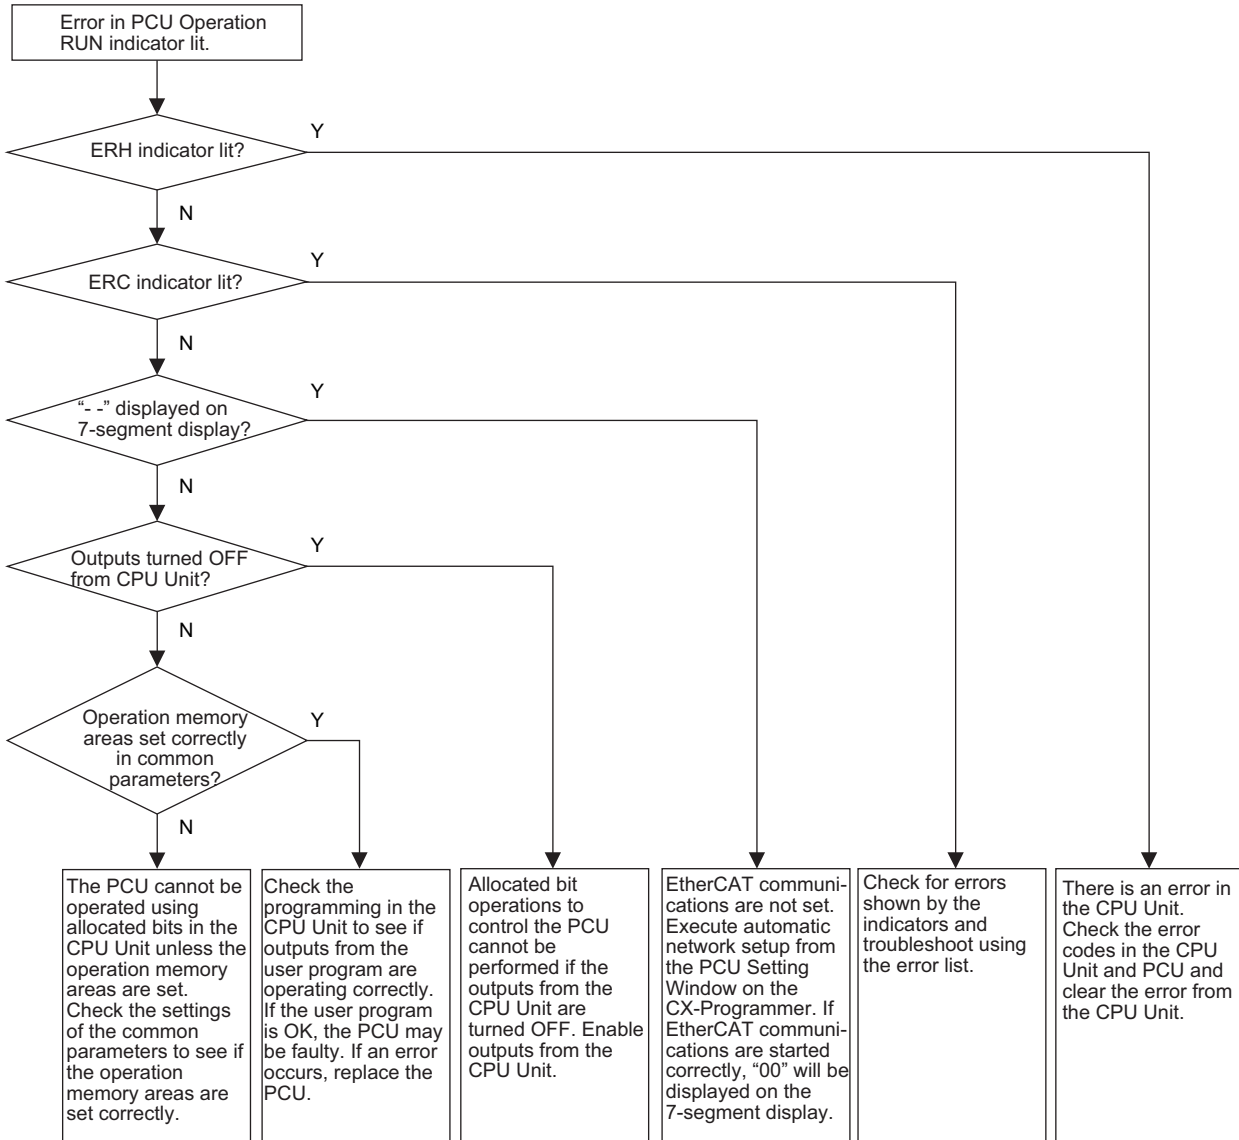 Error in PCU Operation
RUN indicator lit.
ERH indicator lit?
Y
N
ERC indicator lit?
Y
N
“- -” displayed on
7-segment display?
Y
N
Outputs turned OFF
from CPU Unit?
Y
N
Operation memory
areas set correctly
in common
parameters?
Y
N
The PCU cannot be
operated using
allocated bits in the
CPU Unit unless the
operation memory
areas are set.
Check the settings
of the common
parameters to see if
the operation
memory areas are
set correctly.
Check the
programming in the
CPU Unit to see if
outputs from the
user program are
operating correctly.
If the user program
is OK, the PCU may
be faulty. If an error
occurs, replace the
PCU.
Allocated bit
operations to
control the PCU
cannot be
performed if the
outputs from the
CPU Unit are
turned OFF. Enable
outputs from the
CPU Unit.
EtherCAT communi-
cations are not set.
Execute automatic
network setup from
the PCU Setting
Window on the
CX-Programmer. If
EtherCAT communi-
cations are started
correctly, “00” will be
displayed on the
7-segment display.
Check for errors
shown by the
indicators and
troubleshoot using
the error list.
There is an error in
the CPU Unit.
Check the error
codes in the CPU
Unit and PCU and
clear the error from
the CPU Unit.